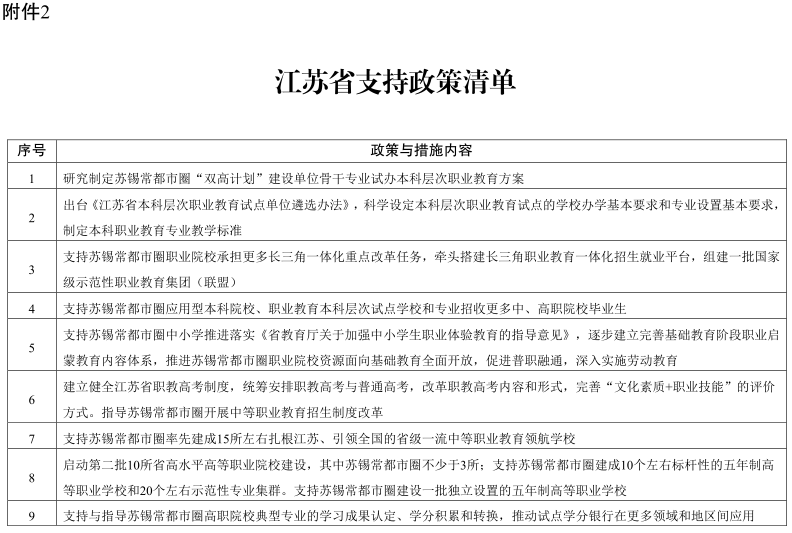 附件2
江苏省支持政策清单
序号 政策与措施内容
1 研究制定苏锡常都市圈“双高计划”建设单位骨干专业试办本科层次职业教育方案
2 出台《江苏省本科层次职业教育试点单位遴选办法》，科学设定本科层次职业教育试点的学校办学基本要求和专业设置基本要求，
制定本科职业教育专业教学标准
3 支持苏锡常都市圈职业院校承担更多长三角一体化重点改革任务，牵头搭建长三角职业教育一体化招生就业平台，组建一批国家
级示范性职业教育集团（联盟）
4 支持苏锡常都市圈应用型本科院校、职业教育本科层次试点学校和专业招收更多中、高职院校毕业生
5 支持苏锡常都市圈中小学推进落实《省教育厅关于加强中小学生职业体验教育的指导意见》，逐步建立完善基础教育阶段职业启
蒙教育内容体系，推进苏锡常都市圈职业院校资源面向基础教育全面开放，促进普职融通，深入实施劳动教育
6 建立健全江苏省职教高考制度，统筹安排职教高考与普通高考，改革职教高考内容和形式，完善“文化素质+职业技能”的评价
方式。指导苏锡常都市圈开展中等职业教育招生制度改革
7 支持苏锡常都市圈率先建成15所左右扎根江苏、引领全国的省级一流中等职业教育领航学校
8 启动第二批10所省高水平高等职业院校建设，其中苏锡常都市圈不少于3所；支持苏锡常都市圈建成10个左右标杆性的五年制高
等职业学校和20个左右示范性专业集群。支持苏锡常都市圈建设一批独立设置的五年制高等职业学校
9 支持与指导苏锡常都市圈高职院校典型专业的学习成果认定、学分积累和转换，推动试点学分银行在更多领域和地区间应用